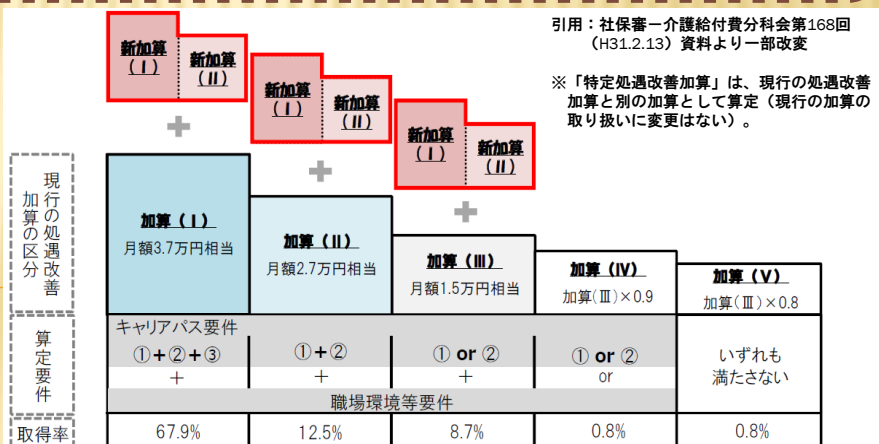 引用：社保審－介護給付費分科会第168回
（H31.2.13）資料より一部改変
※「特定処遇改善加算」は、現行の処遇改善
加算と別の加算として算定（現行の加算の
取り扱いに変更はない）。
新加算
(Ⅰ)
新加算
(Ⅱ)
新加算
(Ⅰ)
新加算
(Ⅱ)
新加算
(Ⅰ)
新加算
(Ⅱ)
+
+
+
現行の処遇改善
加算の区分
加算（Ⅰ）
月額3.7万円相当
加算（Ⅱ）
月額2.7万円相当
加算（Ⅲ）
月額1.5万円相当
加算（Ⅳ）
加算(Ⅲ)×0.9
加算（Ⅴ）
加算(Ⅲ)×0.8
算定要件
キャリアパス要件
①+②+③
①+②
① or ②
① or ②
いずれも
満たさない
+
+
+
or
職場環境等要件
取得率
67.9%
12.5%
8.7%
0.8%
0.8%